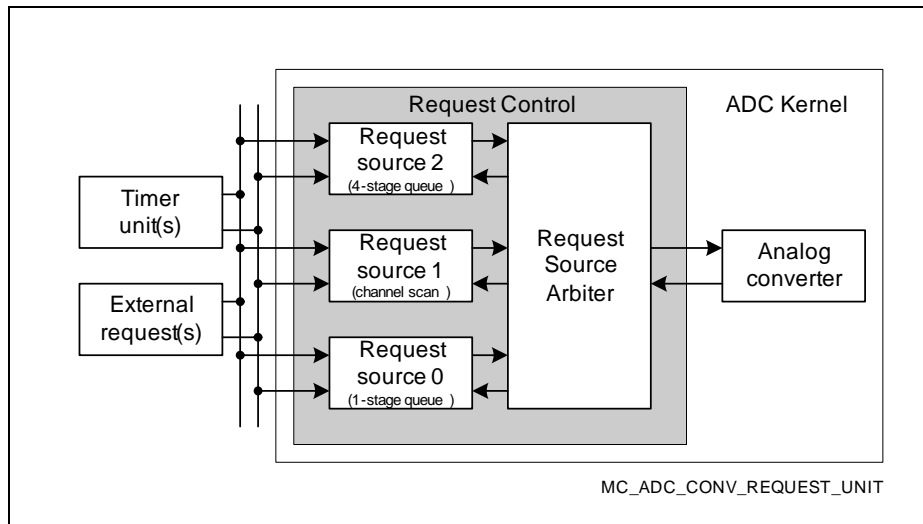 Request Control
ADC Kernel
Request
source 2
(4-stage queue )
Timer
unit(s)
Request
source 1
(channel scan )
Request
Source
Arbiter
Analog
converter
External
request(s)
Request
source 0
(1-stage queue )
MC_ADC_CONV_REQUEST_UNIT